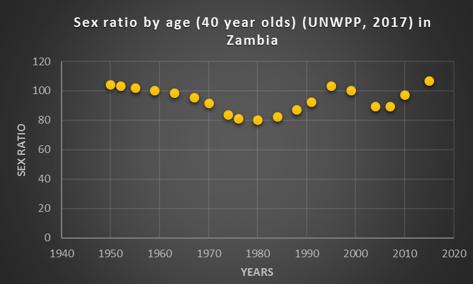 Sex ratio by age (40 year olds) (UNWPP, 2017) in
Zambia
120
100
80
60
40
20
0
SEX RATIO
1940 1950 1960 1970 1980 1990 2000 2010 2020
YEARS